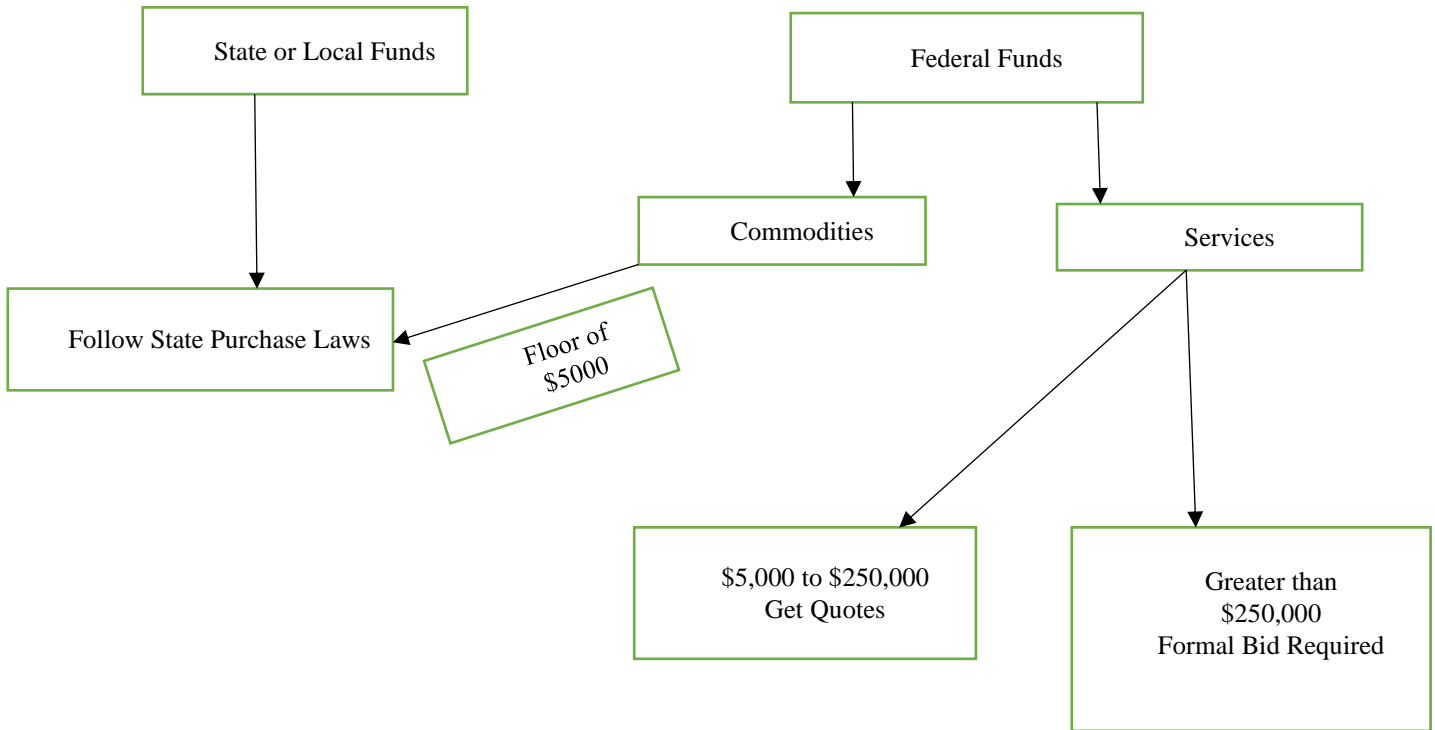 State or Local Funds
Federal Funds
Commodities
Services
Follow State Purchase Laws
Floor of
$5000
$5,000 to $250,000
Get Quotes
Greater than
$250,000
Formal Bid Required